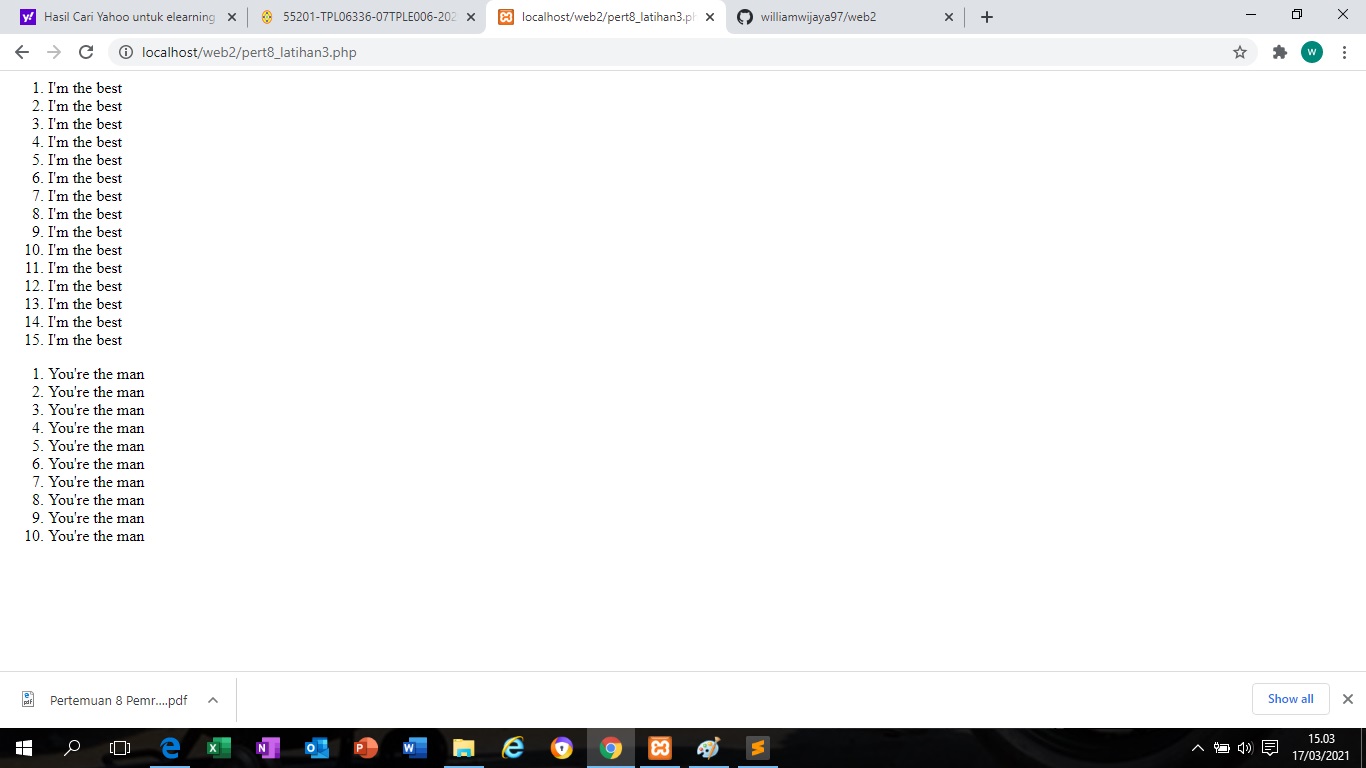 Hasil Cari Yahoo untuk elearning
55201-TPL06336-07TPLE006-202
localhost/web2/pert8_latihan3.ph
williamwijaya97/web2
localhost/web2/pert8_latihan3.php
W
1. I'm the best
2. I'm the best
3. I'm the best
4. I'm the best
5. I'm the best
6. I'm the best
7. I'm the best
8. I'm the best
9. I'm the best
10. I'm the best
11. I'm the best
12. I'm the best
13. I'm the best
14. I'm the best
15. I'm the best
1. You're the man
2. You're the man
3. You're the man
4. You're the man
5. You're the man
6. You're the man
7. You're the man
8. You're the man
9. You're the man
10. You're the man
Pertemuan 8 Pemr....pdf
Show all
15.03
17/03/2021